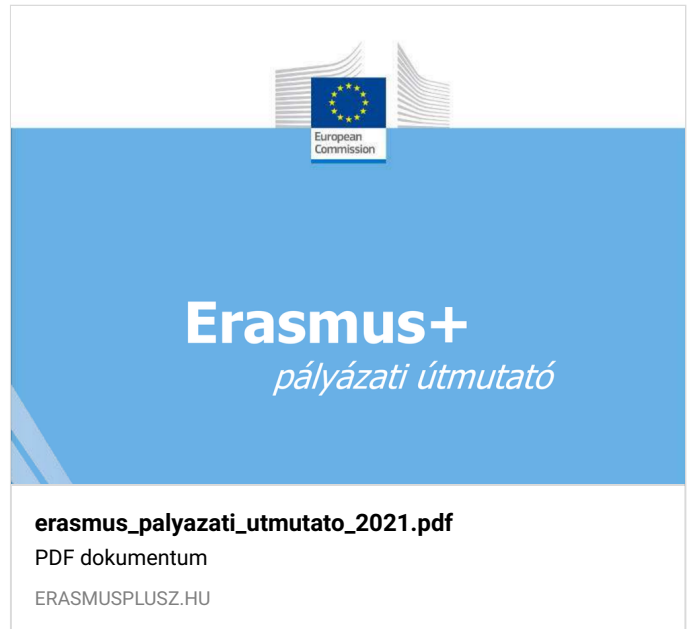 European
Commission
Erasmus+
pályázati útmutató
erasmus_palyazati_utmutato_2021.pdf
PDF dokumentum
ERASMUSPLUSZ.HU